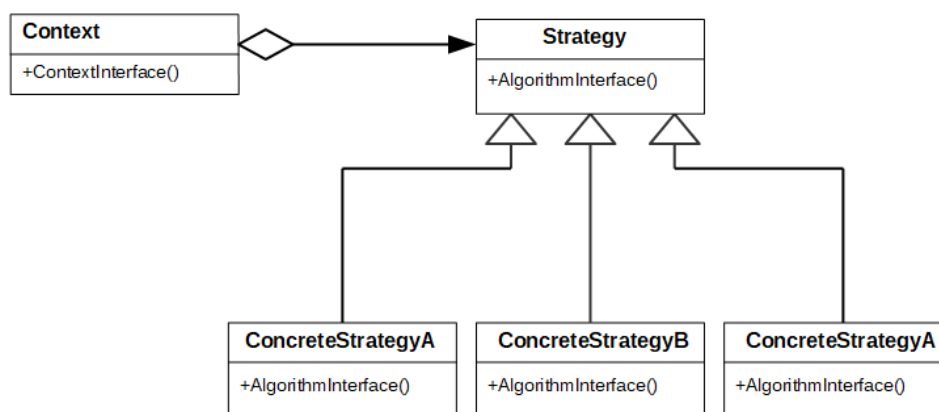 Context
+ContextInterface()
Strategy
+AlgorithmInterface()
ConcreteStrategyA
+AlgorithmInterface()
ConcreteStrategyB
+AlgorithmInterface()
ConcreteStrategyA
+AlgorithmInterface()